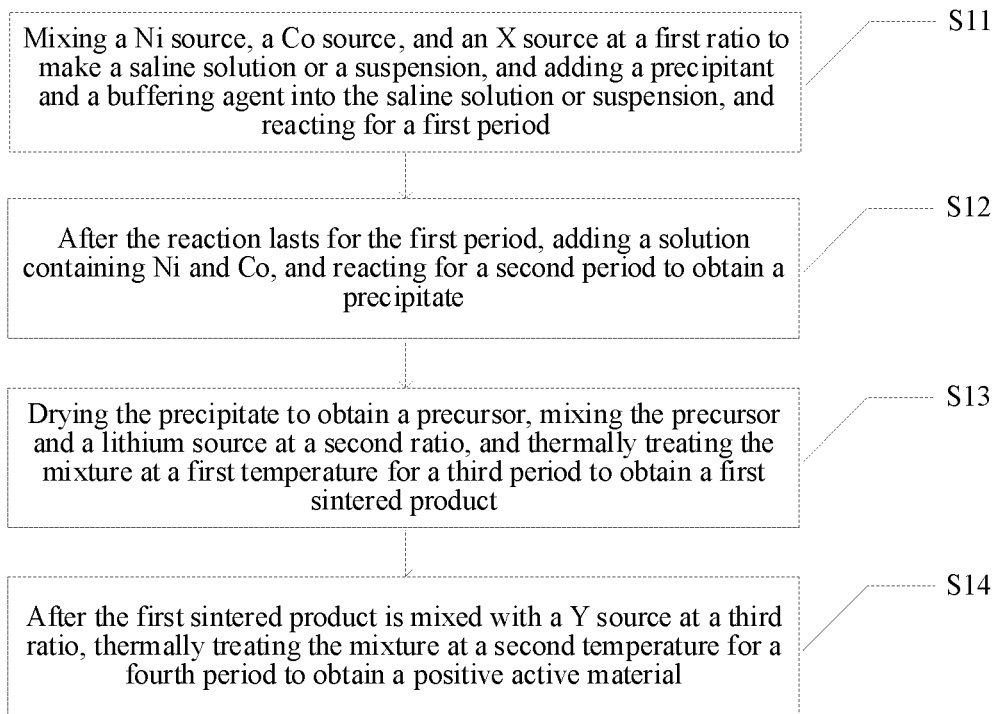 Mixing a Ni source, a Co source, and an X source at a first ratio to
make a saline solution or a suspension, and adding a precipitant
and a buffering agent into the saline solution or suspension, and
reacting for a first period
S11
After the reaction lasts for the first period, adding a solution
containing Ni and Co, and reacting for a second period to obtain a
precipitate
S12
Drying the precipitate to obtain a precursor, mixing the precursor
and a lithium source at a second ratio, and thermally treating the
mixture at a first temperature for a third period to obtain a first
sintered product
S13
After the first sintered product is mixed with a Y source at a third
ratio, thermally treating the mixture at a second temperature for a
fourth period to obtain a positive active material
S14